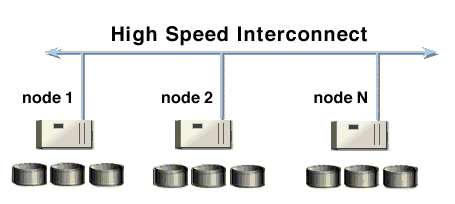 High Speed Interconnect
node 1
node 2
node N